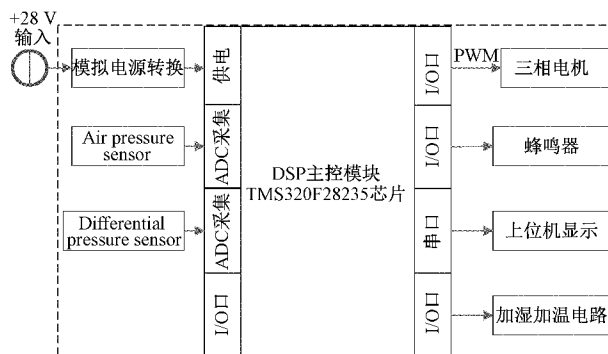 +28 V
输入
模拟电源转换
供电
Air pressure
sensor
ADC采集
Differential
pressure sensor
ADC采集
I/O口
DSP主控模块
TMS320F28235芯片
I/O口
PWM
三相电机
I/O口
蜂鸣器
串口
上位机显示
I/O口
加湿加温电路